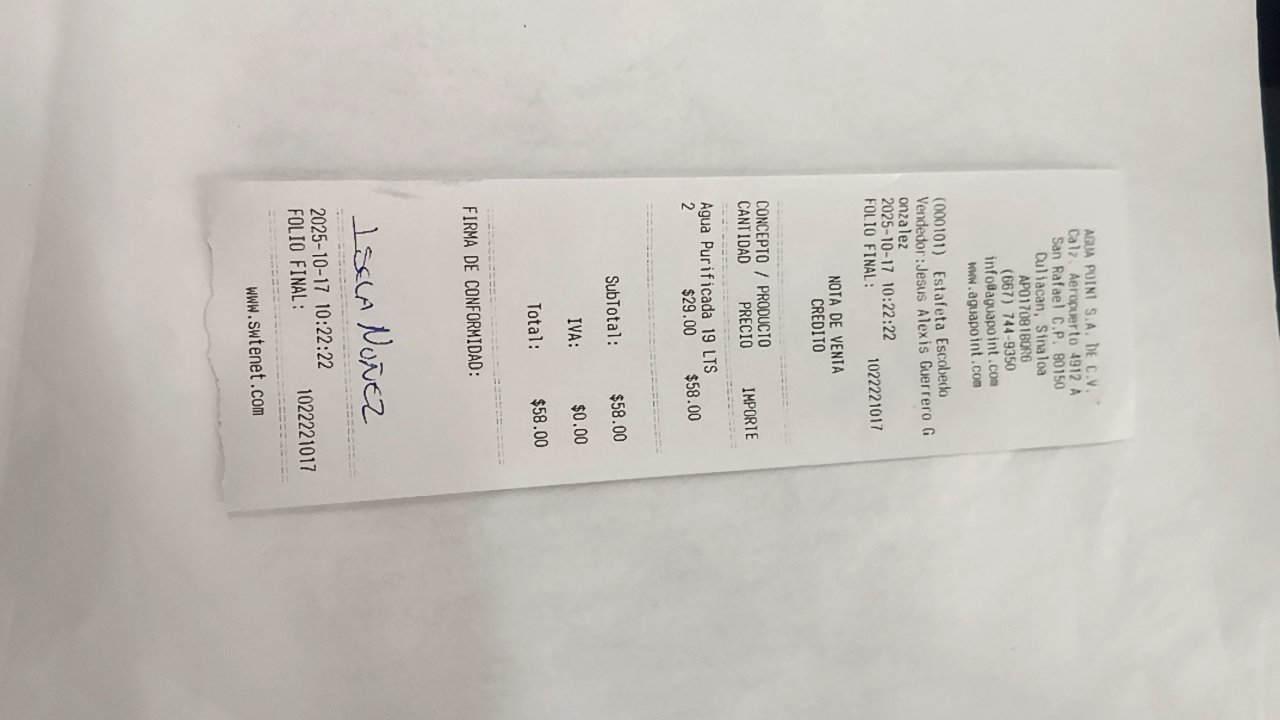 AGUA POINT S.A. DE C.V.
Calz. Aeropuerto 4912 A
San Rafael C.P. 80150
Culiacan, Sinaloa
APO170818QR6
(667) 744-9350
info@aguapoint.com
www.aguapoint.com
(000101) Estafeta Escobedo
Vendedor:Jesus Alexis Guerrero G
onzalez
2025-10-17 10:22:22
FOLIO FINAL: 1022221017
NOTA DE VENTA
CREDITO
CONCEPTO / PRODUCTO
CANTIDAD PRECIO IMPORTE
Agua Purificada 19 LTS
2 $29.00 $58.00
SubTotal: $58.00
IVA: $0.00
Total: $58.00
FIRMA DE CONFORMIDAD:
ISELA NUÑEZ
2025-10-17 10:22:22
FOLIO FINAL: 1022221017
www.swtenet.com